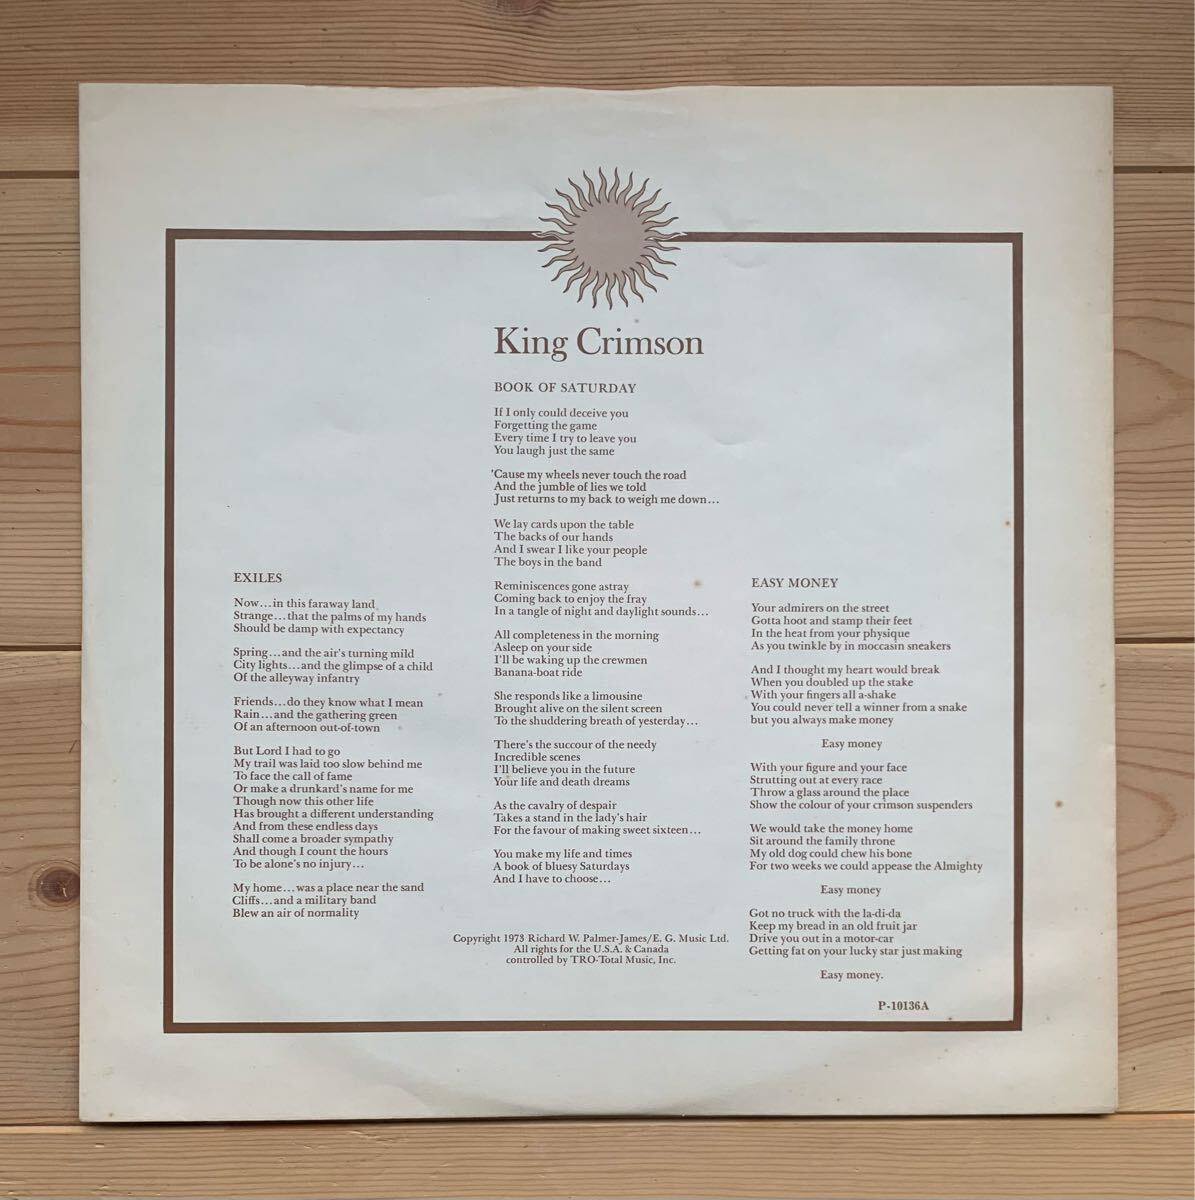 King Crimson
EXILES
Now...in this faraway land
Strange...that the palms of my hands
Should be damp with expectancy
Spring...and the air's turning mild
City lights...and the glimpse of a child
Of the alleyway infantry
Friends...do they know what I mean
Rain...and the gathering green
Of an afternoon out-of-town
But Lord I had to go
My trail was laid too slow behind me
To face the call of fame
Or make a drunkard's name for me
Though now this other life
Has brought a different understanding
And from these endless days
Shall come a broader sympathy
And though I count the hours
To be alone's no injury...
My home...was a place near the sand
Cliffs...and a military band
Blew an air of normality
BOOK OF SATURDAY
If I only could deceive you
Forgetting the game
Every time I try to leave you
You laugh just the same
'Cause my wheels never touch the road
And the jumble of lies we told
Just returns to my back to weigh me down...
We lay cards upon the table
The backs of our hands
And I swear I like your people
The boys in the band
Reminiscences gone astray
Coming back to enjoy the fray
In a tangle of night and daylight sounds...
All completeness in the morning
Asleep on your side
I'll be waking up the crewmen
Banana-boat ride
She responds like a limousine
Brought alive on the silent screen
To the shuddering breath of yesterday...
There's the succour of the needy
Incredible scenes
I'll believe you in the future
Your life and death dreams
As the cavalry of despair
Takes a stand in the lady's hair
For the favour of making sweet sixteen...
You make my life and times
A book of bluesy Saturdays
And I have to choose...
EASY MONEY
Your admirers on the street
Gotta hoot and stamp their feet
In the heat from your physique
As you twinkle by in moccasin sneakers
And I thought my heart would break
When you doubled up the stake
With your fingers all a-shake
You could never tell a winner from a snake
but you always make money
Easy money
With your figure and your face
Strutting out at every race
Throw a glass around the place
Show the colour of your crimson suspenders
We would take the money home
Sit around the family throne
My old dog could chew his bone
For two weeks we could appease the Almighty
Easy money
Got no truck with the la-di-da
Keep my bread in an old fruit jar
Drive you out in a motor-car
Getting fat on your lucky star just making
Easy money.
Copyright 1973 Richard W. Palmer-James/E. G. Music Ltd.
All rights for the U.S.A. & Canada
controlled by TRO-Total Music, Inc.
P-10136A